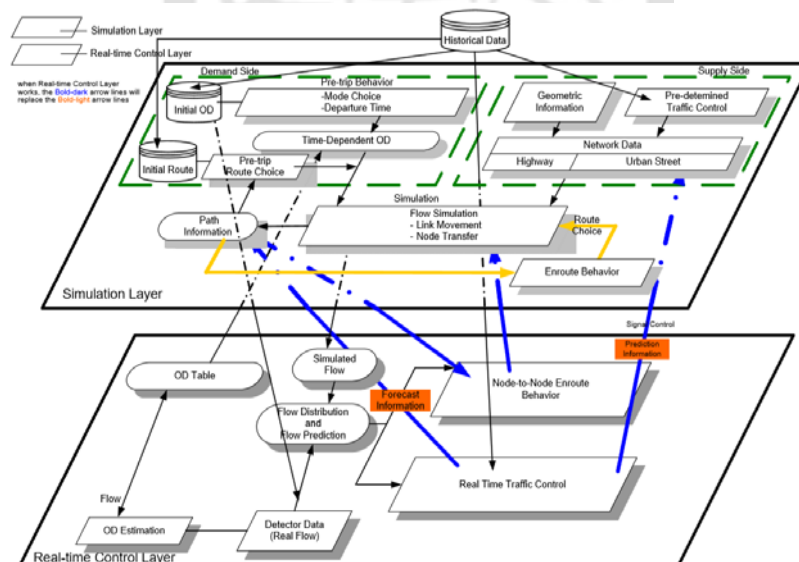 Simulation Layer
Real-time Control Layer
when Real-time Control Layer
works, the Bold-dark arrow lines will
replace the Bold-light arrow lines
Historical Data
Demand Side
Supply Side
Initial OD
Pre-trip Behavior
-Mode Choice
-Departure Time
Geometric
Information
Pre-detemined
Traffic Control
Time-Dependent OD
Network Data
Highway
Urban Street
Initial Route
Pre-trip
Route Choice
Simulation
Path
Information
Flow Simulation
- Link Movement
- Node Transfer
Route
Choice
Enroute Behavior
Simulation Layer
Signal Control
Prediction
Information
OD Table
Simulated
Flow
Node-to-Node Enroute
Behavior
Forecast
Information
Flow Distribution
and
Flow Prediction
Real Time Traffic Control
Flow
OD Estimation
Detector Data
(Real Flow)
Real-time Control Layer